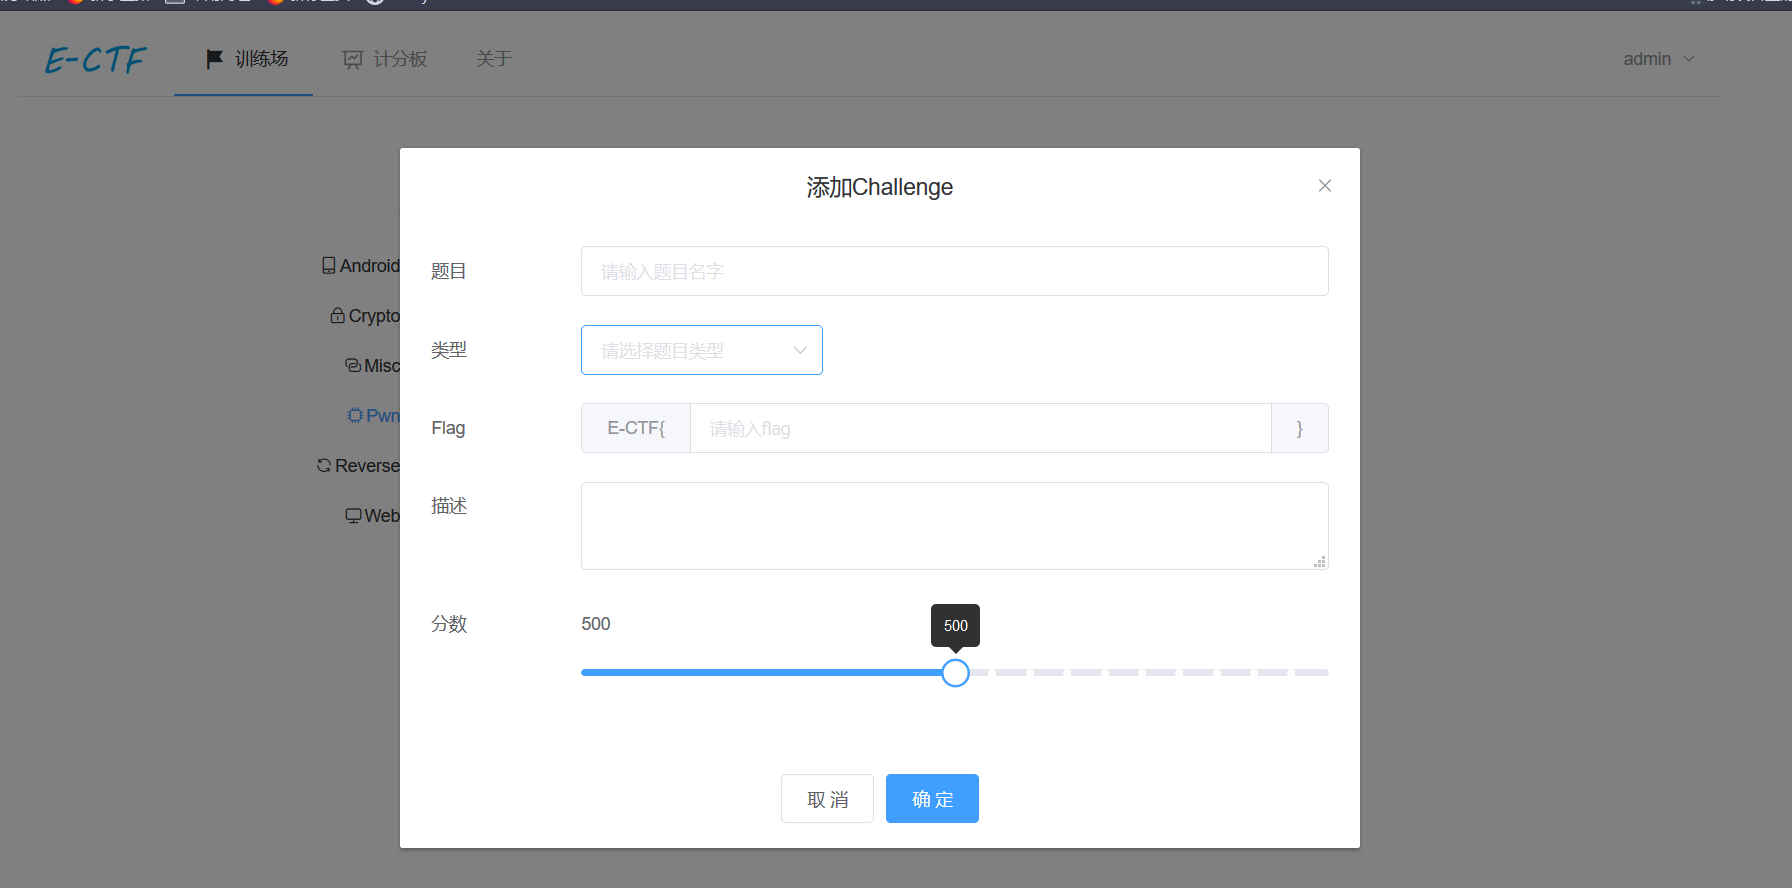 E-CTF
训练场
计分板
关于
admin
添加Challenge
Android
题目
请输入题目名字
Crypto
类型
请选择题目类型
Misc
Pwn
Flag
E-CTF{
请输入flag
}
Reverse
描述
Web
分数
500
500
取 消
确 定